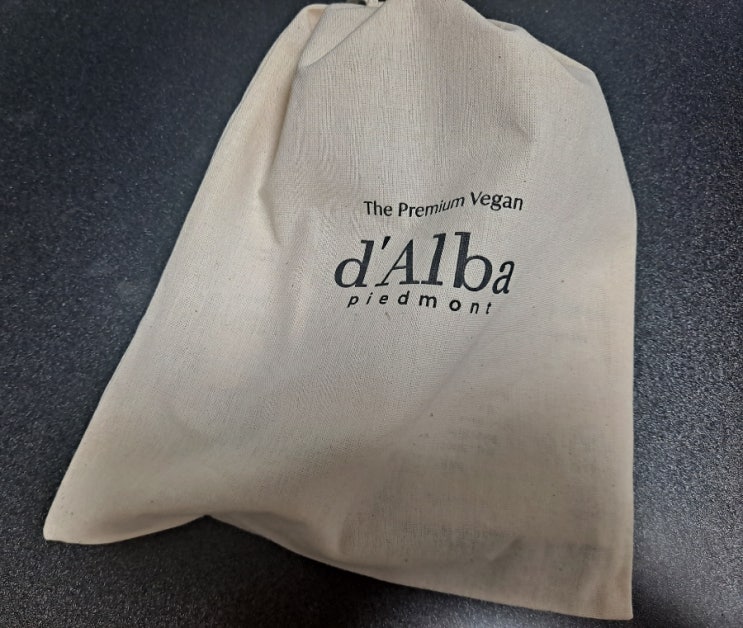 The Premium Vegan
d'Alba
piedmont